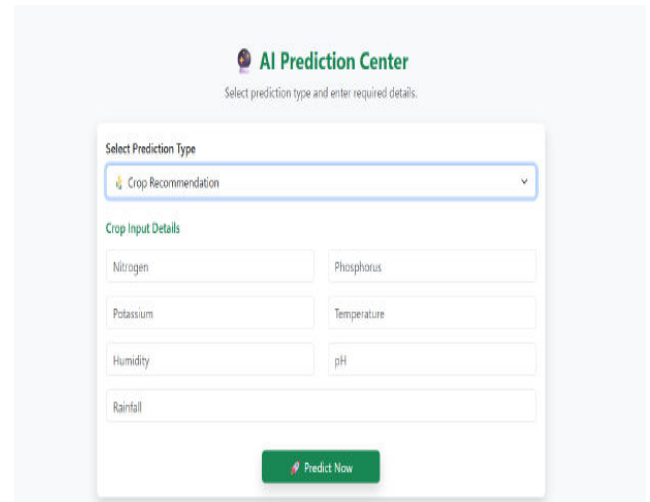 AI Prediction Center
Select prediction type and enter required details.
Select Prediction Type
Crop Recommendation
Crop Input Details
Nitrogen
Phosphorus
Potassium
Temperature
Humidity
pH
Rainfall
Predict Now